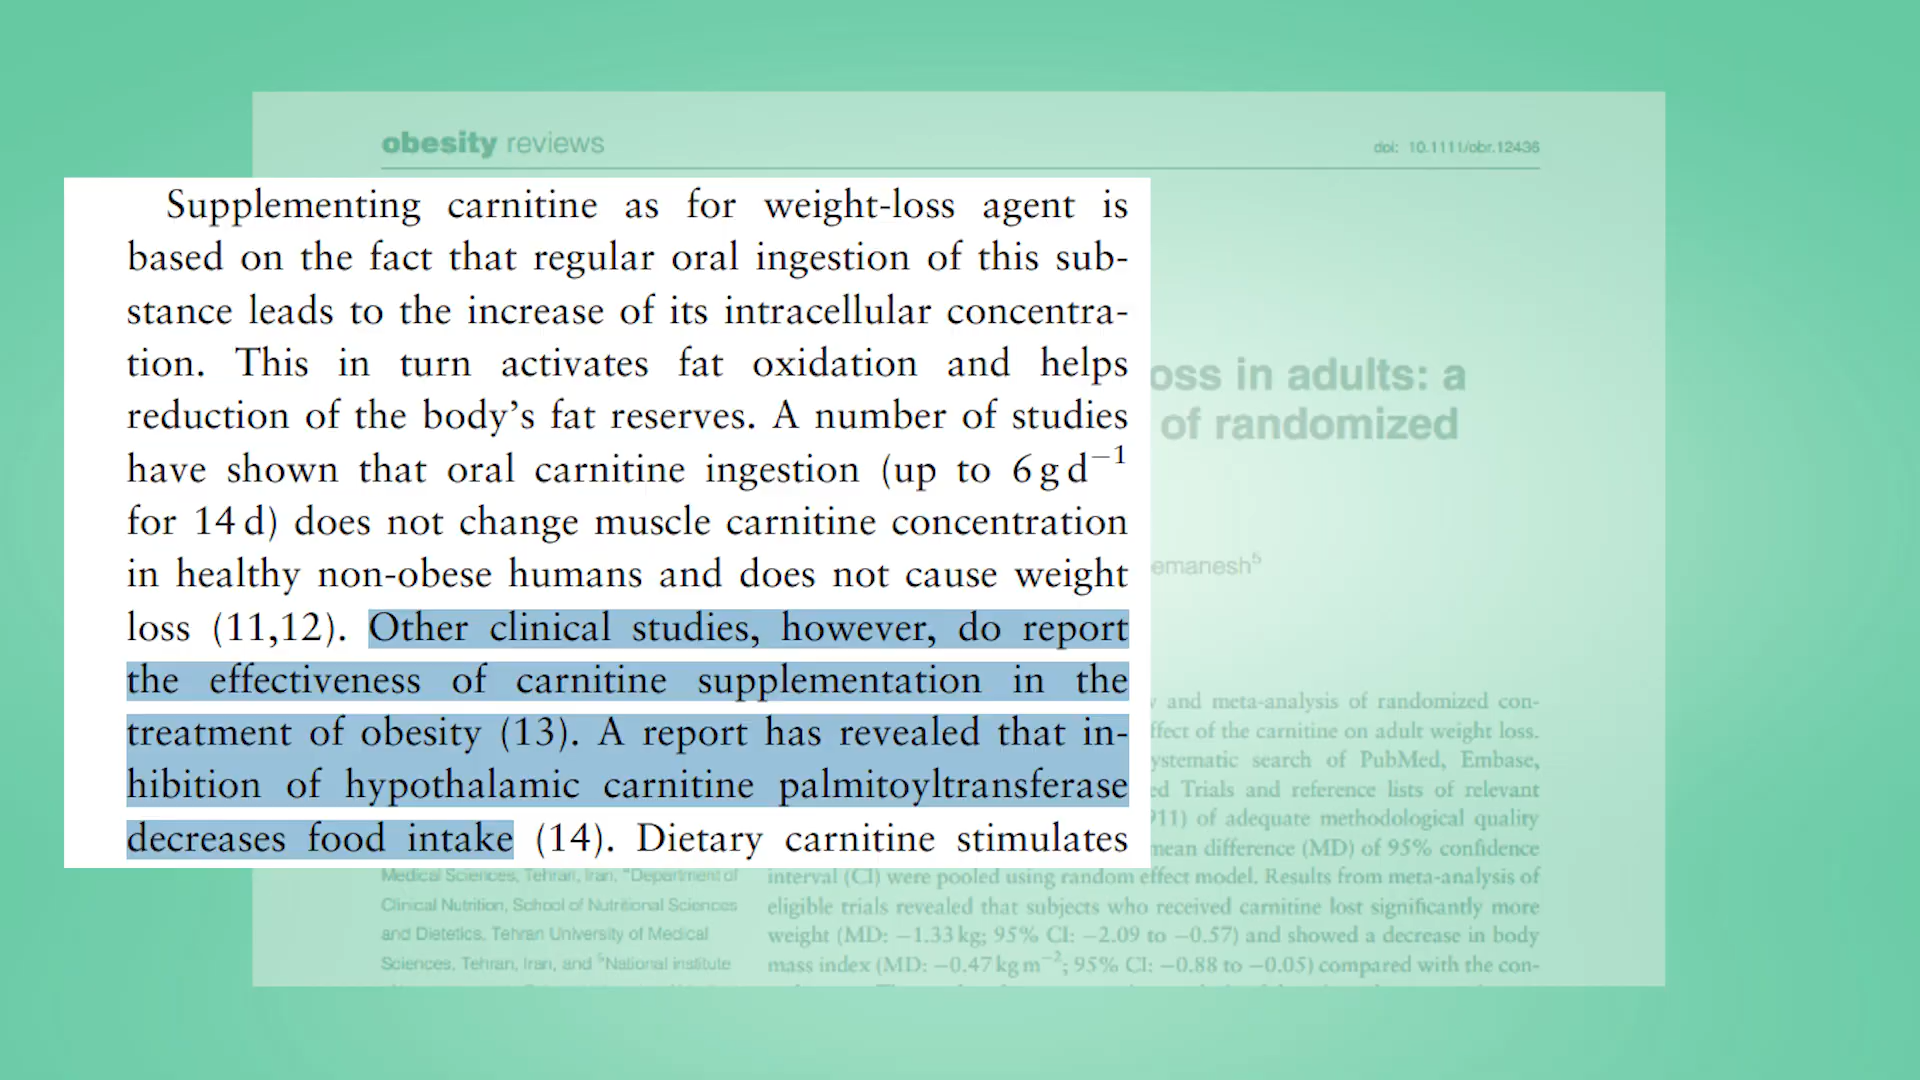 obesity reviews
doi: 10.1111/obr.12436
Supplementing carnitine as for weight-loss agent is
based on the fact that regular oral ingestion of this sub-
stance leads to the increase of its intracellular concentra-
tion. This in turn activates fat oxidation and helps
reduction of the body’s fat reserves. A number of studies
have shown that oral carnitine ingestion (up to 6 g d⁻¹
for 14 d) does not change muscle carnitine concentration
in healthy non-obese humans and does not cause weight
loss (11,12). Other clinical studies, however, do report
the effectiveness of carnitine supplementation in the
treatment of obesity (13). A report has revealed that in-
hibition of hypothalamic carnitine palmitoyltransferase
decreases food intake (14). Dietary carnitine stimulates
oss in adults: a
of randomized
emanesh⁵
and meta-analysis of randomized con-
ffect of the carnitine on adult weight loss.
ystematic search of PubMed, Embase,
ed Trials and reference lists of relevant
911) of adequate methodological quality
mean difference (MD) of 95% confidence
interval (CI) were pooled using random effect model. Results from meta-analysis of
eligible trials revealed that subjects who received carnitine lost significantly more
weight (MD: −1.33 kg; 95% CI: −2.09 to −0.57) and showed a decrease in body
mass index (MD: −0.47 kg m⁻²; 95% CI: −0.88 to −0.05) compared with the con-
Medical Sciences, Tehran, Iran, ⁴Department of
Clinical Nutrition, School of Nutritional Sciences
and Dietetics, Tehran University of Medical
Sciences, Tehran, Iran, and ⁵National institute